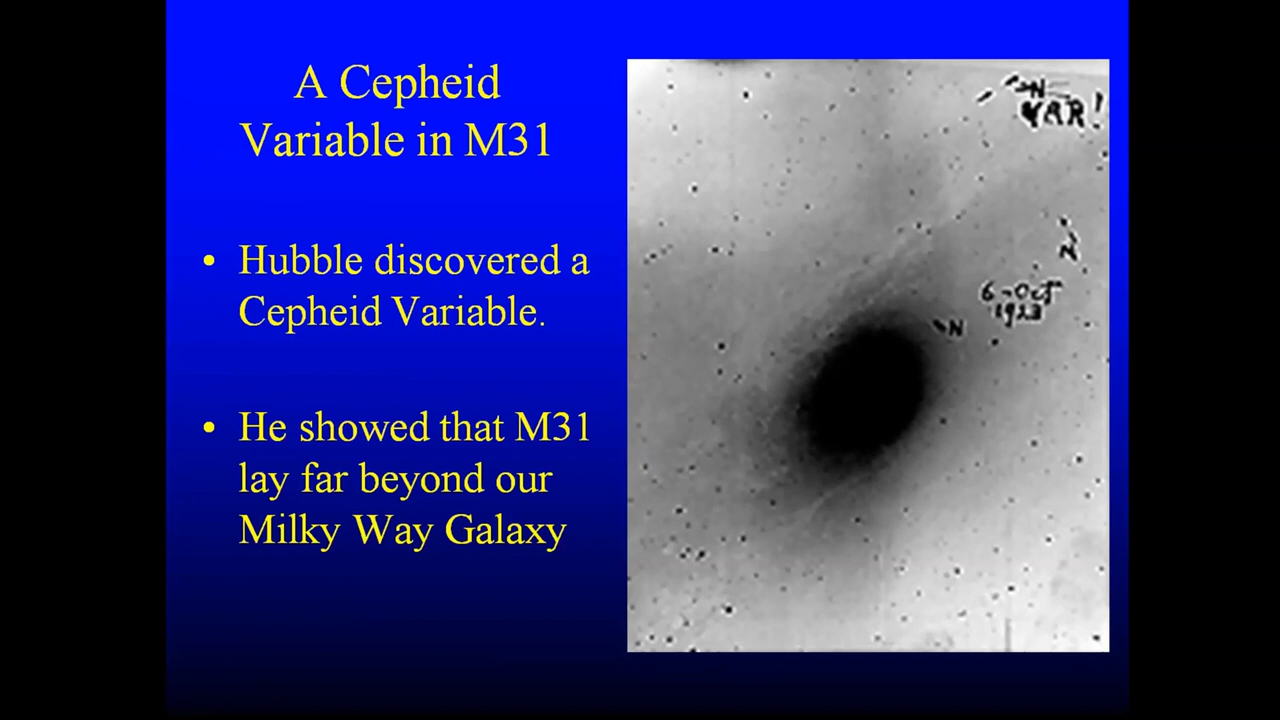 A Cepheid
Variable in M31
• Hubble discovered a
Cepheid Variable.
• He showed that M31
lay far beyond our
Milky Way Galaxy
N
VAR!
N
6-Oct
1923
N